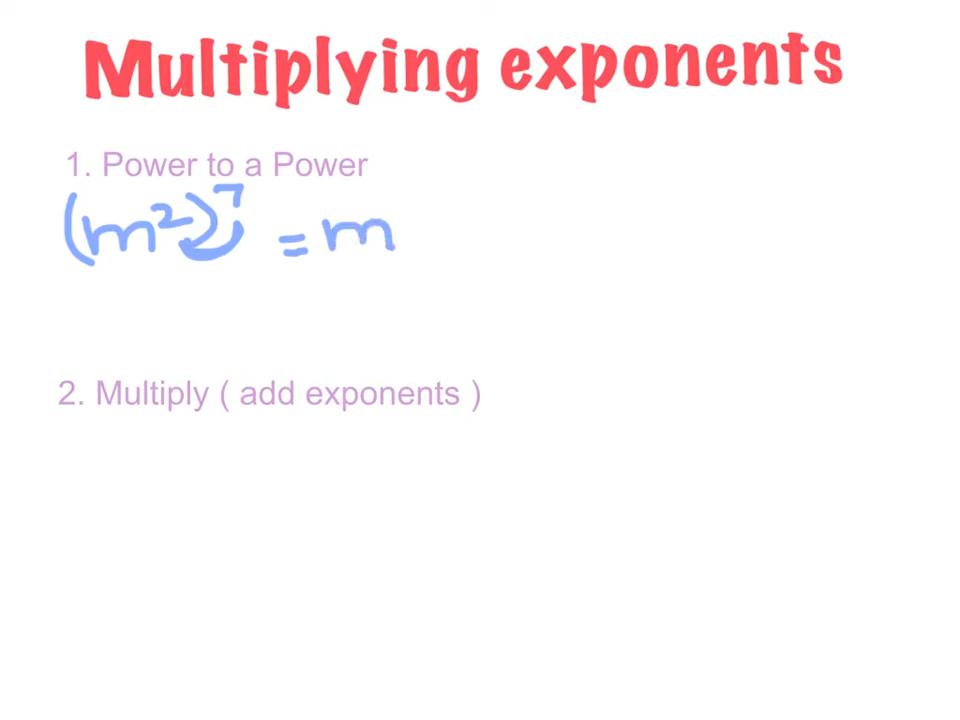 Multiplying exponents
1. Power to a Power
(m²)⁷ = m
2. Multiply ( add exponents )